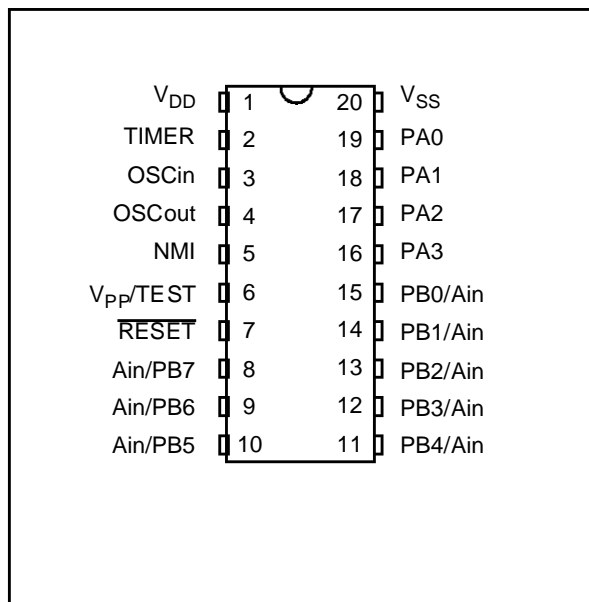 VDD 1 20 VSS
TIMER 2 19 PA0
OSCin 3 18 PA1
OSCout 4 17 PA2
NMI 5 16 PA3
VPP/TEST 6 15 PB0/Ain
RESET 7 14 PB1/Ain
Ain/PB7 8 13 PB2/Ain
Ain/PB6 9 12 PB3/Ain
Ain/PB5 10 11 PB4/Ain